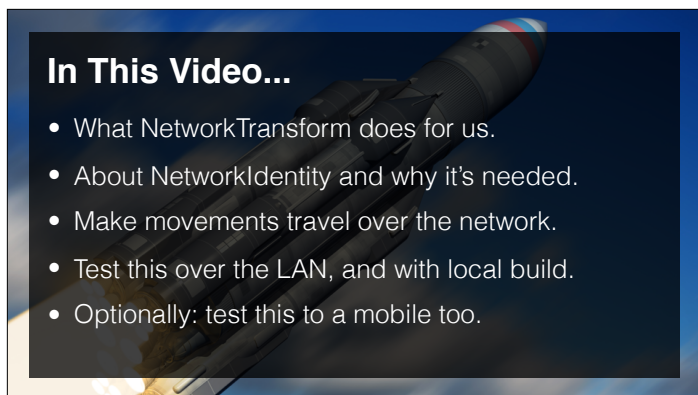 In This Video...
• What NetworkTransform does for us.
• About NetworkIdentity and why it's needed.
• Make movements travel over the network.
• Test this over the LAN, and with local build.
• Optionally: test this to a mobile too.